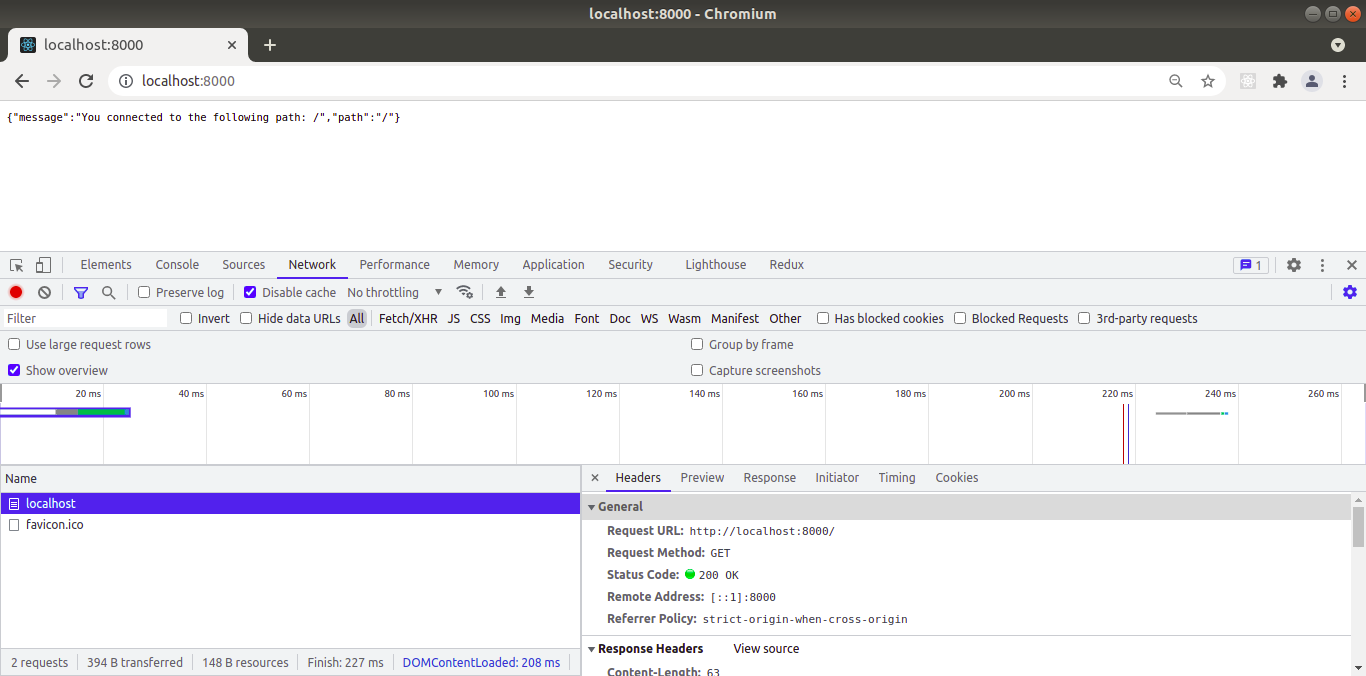 localhost:8000 - Chromium
localhost:8000
localhost:8000
{"message":"You connected to the following path: /","path":"/"}
Elements Console Sources Network Performance Memory Application Security Lighthouse Redux 1
Preserve log Disable cache No throttling
Filter Invert Hide data URLs All Fetch/XHR JS CSS Img Media Font Doc WS Wasm Manifest Other Has blocked cookies Blocked Requests 3rd-party requests
Use large request rows Group by frame
Show overview Capture screenshots
20 ms 40 ms 60 ms 80 ms 100 ms 120 ms 140 ms 160 ms 180 ms 200 ms 220 ms 240 ms 260 ms
Name
localhost
favicon.ico
2 requests 394 B transferred 148 B resources Finish: 227 ms DOMContentLoaded: 208 ms
Headers Preview Response Initiator Timing Cookies
General
Request URL: http://localhost:8000/
Request Method: GET
Status Code: 200 OK
Remote Address: [::1]:8000
Referrer Policy: strict-origin-when-cross-origin
Response Headers View source
Content-Length: 63